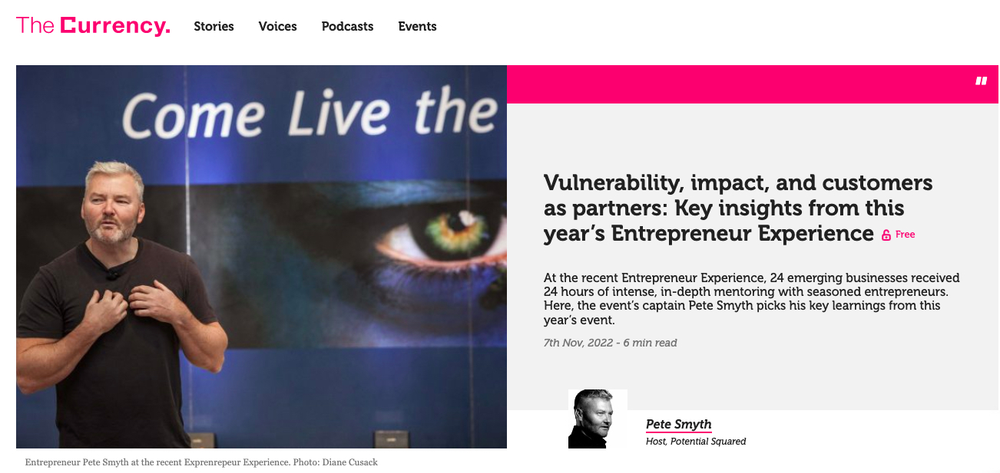 The Currency.
Stories
Voices
Podcasts
Events
Come Live the
"
Vulnerability, impact, and customers
as partners: Key insights from this
year's Entrepreneur Experience Free
At the recent Entrepreneur Experience, 24 emerging businesses received
24 hours of intense, in-depth mentoring with seasoned entrepreneurs.
Here, the event's captain Pete Smyth picks his key learnings from this
year's event.
7th Nov, 2022 - 6 min read
Pete Smyth
Host, Potential Squared
Entrepreneur Pete Smyth at the recent Exprenrepeur Experience. Photo: Diane Cusack